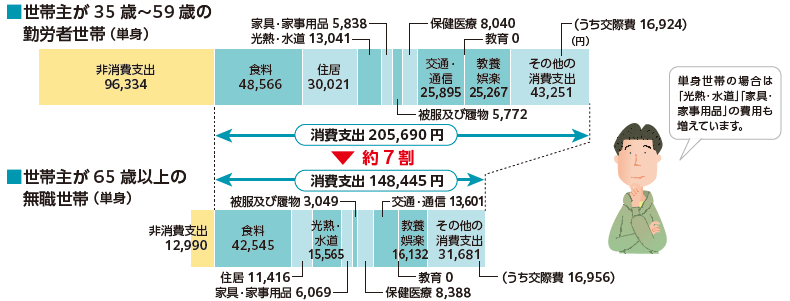 ■世帯主が 35 歳～59 歳の
勤労者世帯（単身）
家具・家事用品 5,838
光熱・水道 13,041
保健医療 8,040
教育 0
（うち交際費 16,924）
（円）
非消費支出
96,334
食料
48,566
住居
30,021
交通・
通信
25,895
教養
娯楽
25,267
その他の
消費支出
43,251
被服及び履物 5,772
消費支出 205,690 円
約７割
消費支出 148,445 円
単身世帯の場合は
「光熱・水道」「家具・
家事用品」の費用も
増えています。
■世帯主が 65 歳以上の
無職世帯（単身）
被服及び履物 3,049
交通・通信 13,601
非消費支出
12,990
食料
42,545
光熱・
水道
15,565
教養
娯楽
16,132
その他の
消費支出
31,681
住居 11,416
家具・家事用品 6,069
教育 0
保健医療 8,388
（うち交際費 16,956）